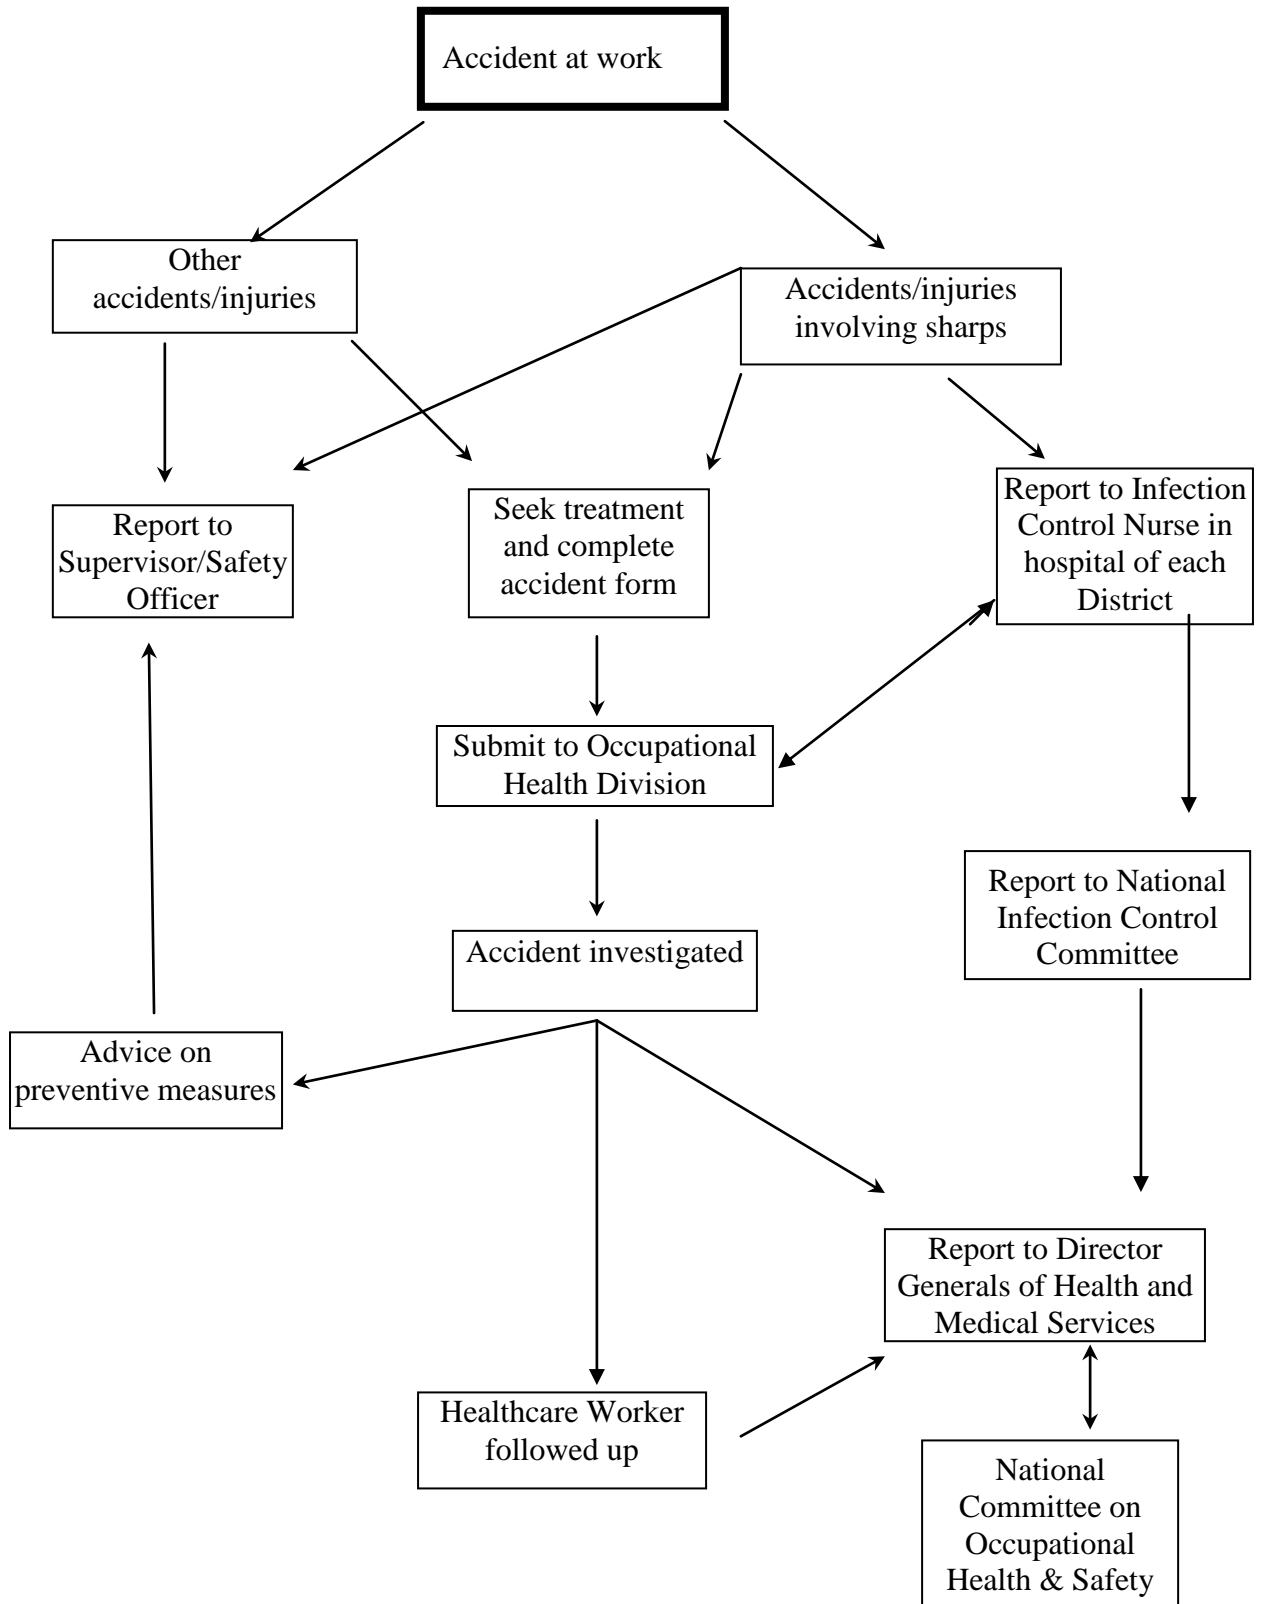 Accident at work
Other
accidents/injuries
Accidents/injuries
involving sharps
Report to
Supervisor/Safety
Officer
Seek treatment
and complete
accident form
Report to Infection
Control Nurse in
hospital of each
District
Submit to Occupational
Health Division
Report to National
Infection Control
Committee
Accident investigated
Advice on
preventive measures
Report to Director
Generals of Health and
Medical Services
Healthcare Worker
followed up
National
Committee on
Occupational
Health & Safety